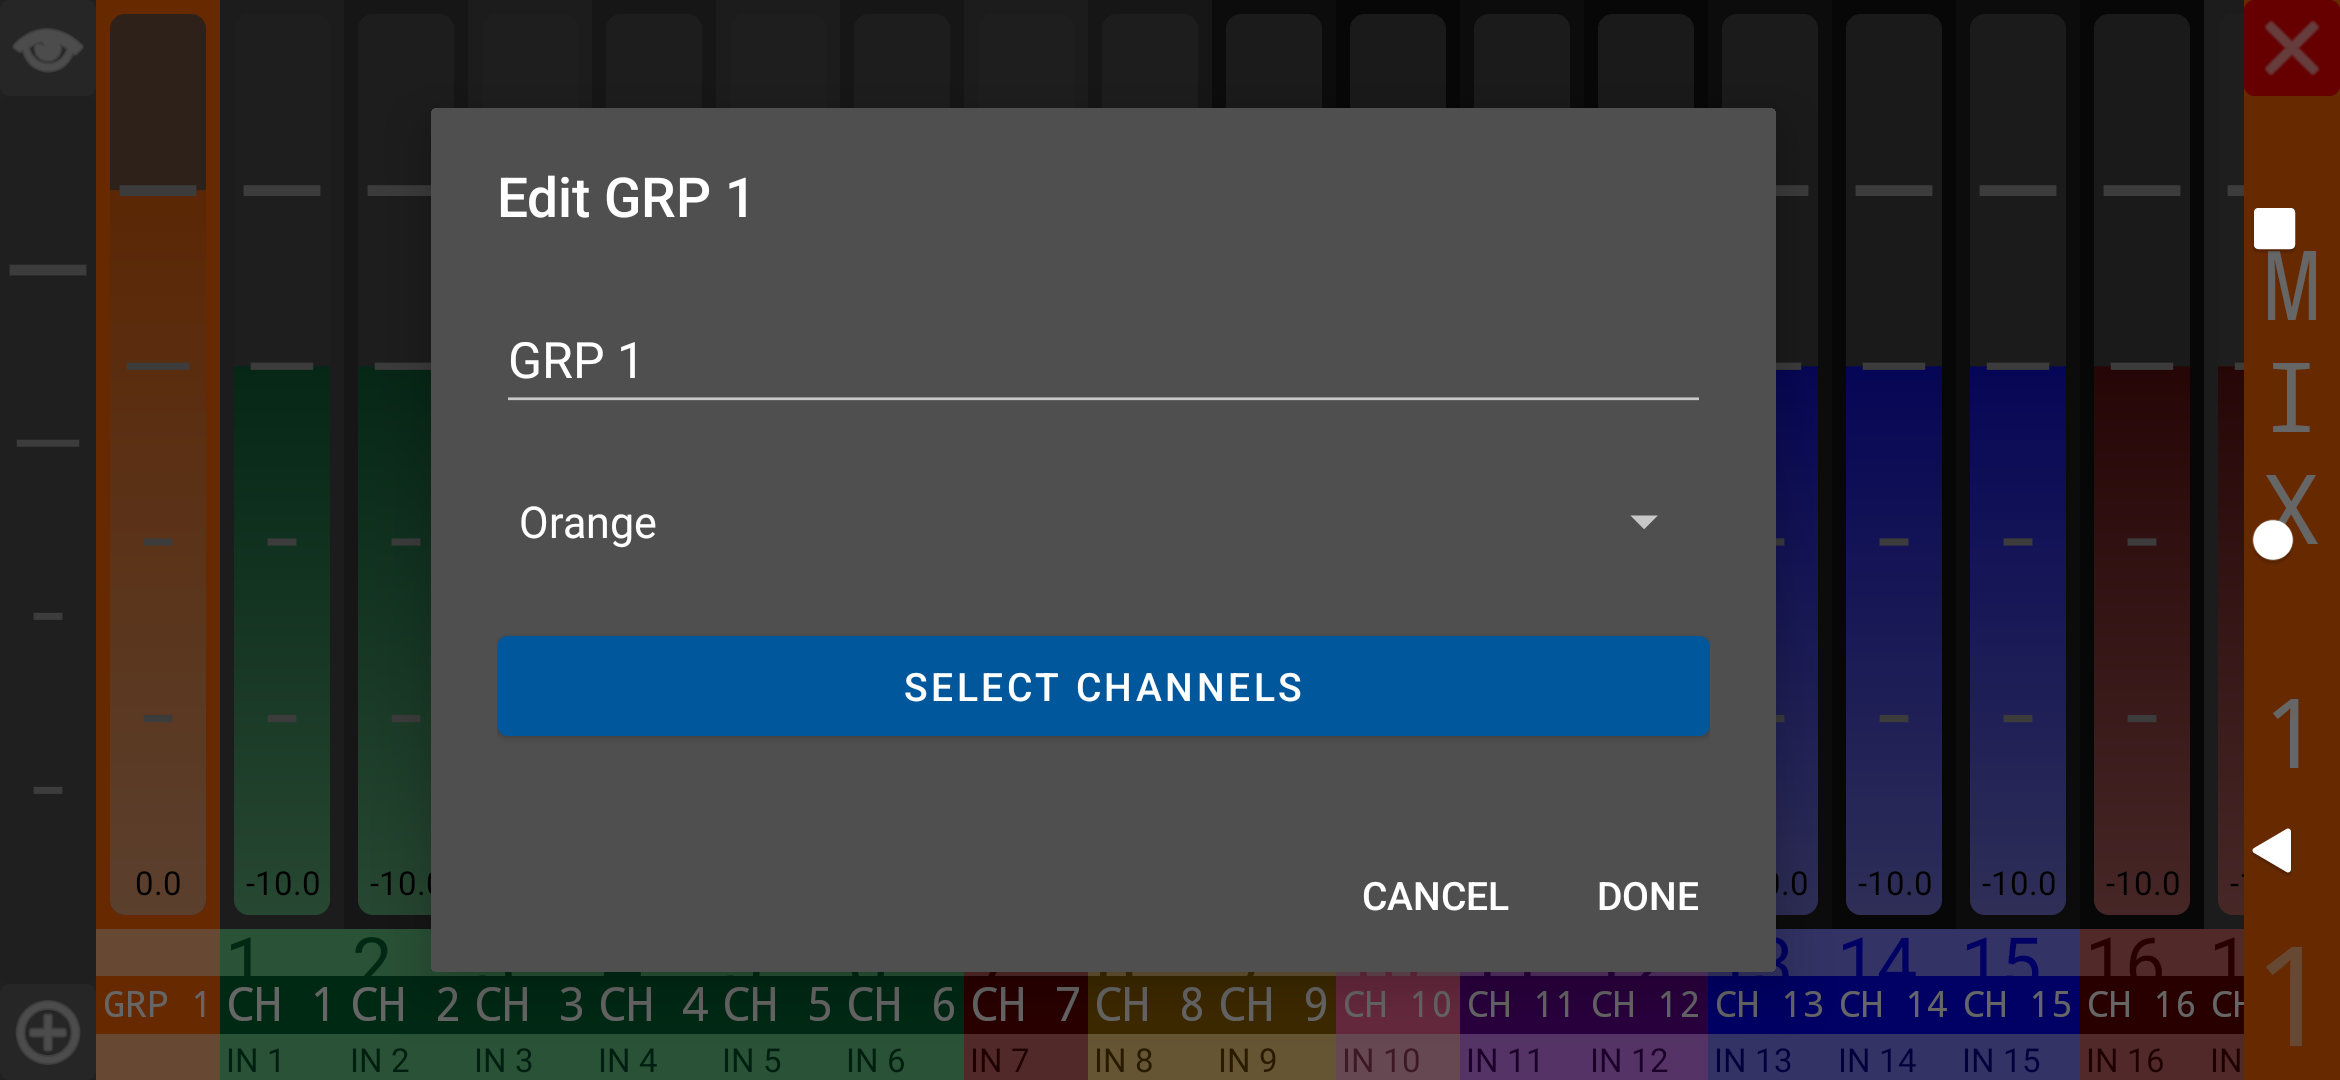 Edit GRP 1
GRP 1
Orange
SELECT CHANNELS
CANCEL DONE
0.0 -10.0 -10.0 -10.0 -10.0 -10.0
1 2 14 15 16
GRP 1 CH 1 CH 2 CH 3 CH 4 CH 5 CH 6 CH 7 CH 8 CH 9 CH 10 CH 11 CH 12 CH 13 CH 14 CH 15 CH 16 CH
IN 1 IN 2 IN 3 IN 4 IN 5 IN 6 IN 7 IN 8 IN 9 IN 10 IN 11 IN 12 IN 13 IN 14 IN 15 IN 16 IN
MIX 1
1